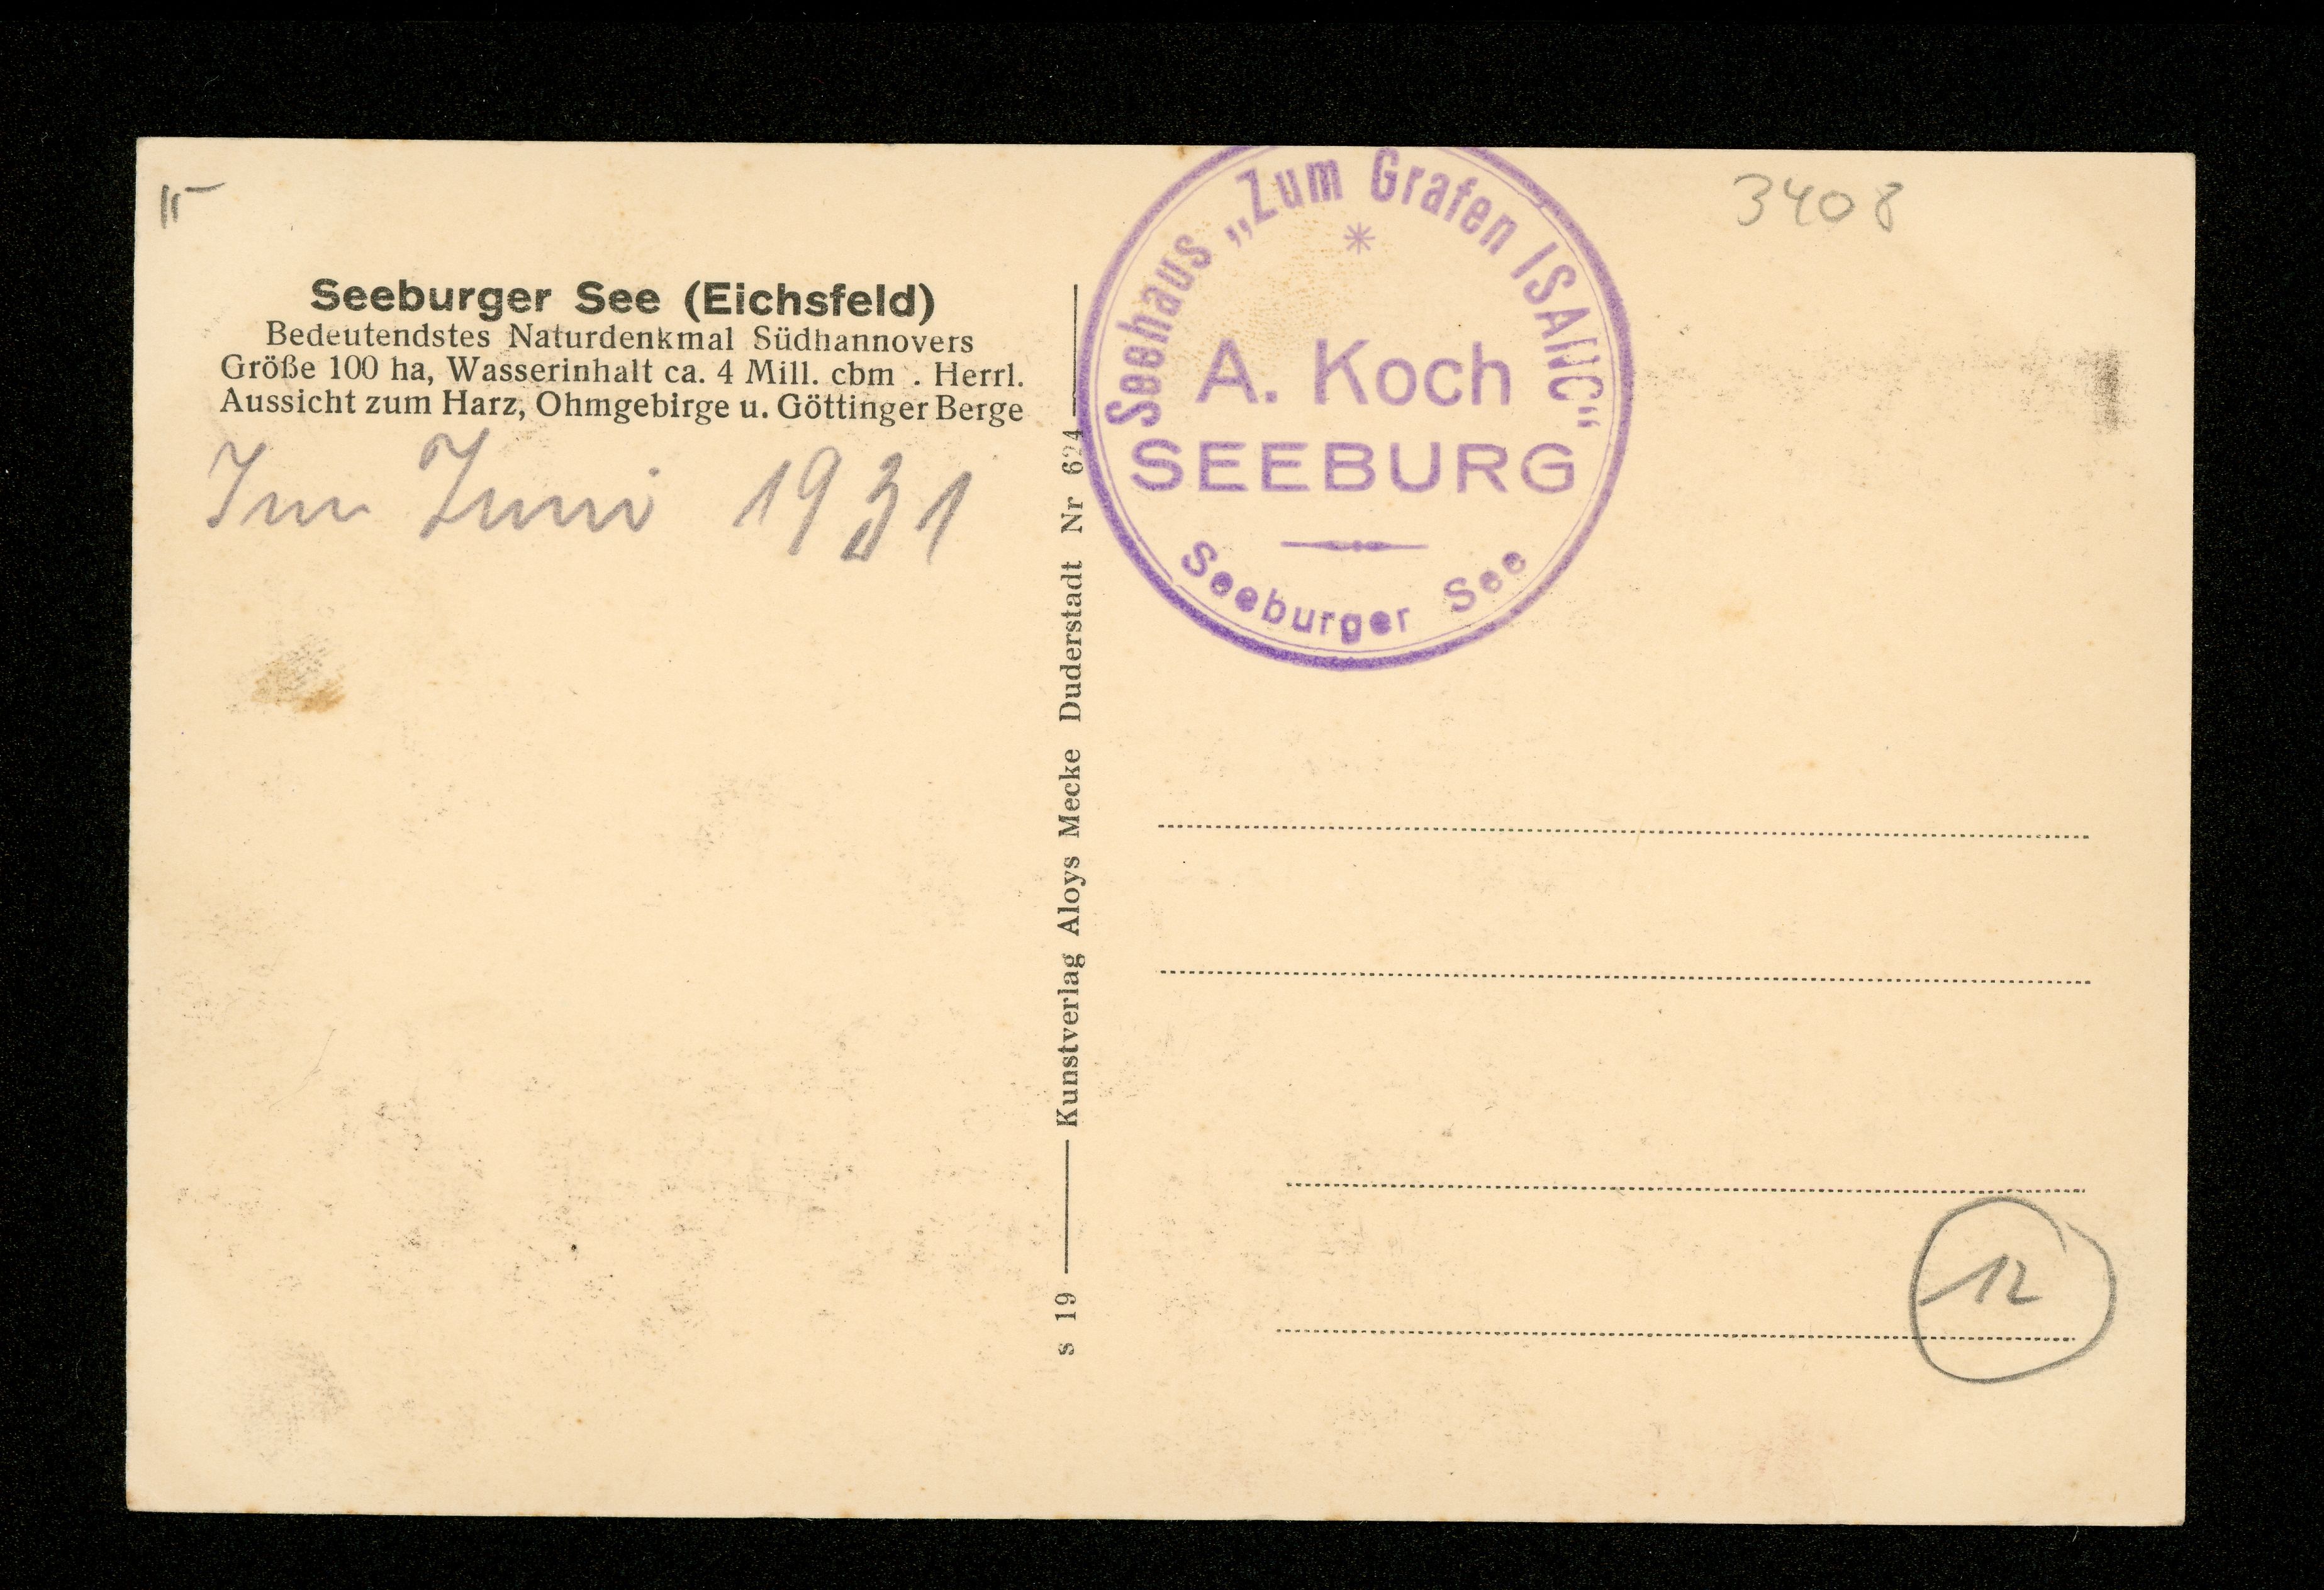 3408
Seeburger See (Eichsfeld)
Bedeutendstes Naturdenkmal Südhannovers
Größe 100 ha, Wasserinhalt ca. 4 Mill. cbm . Herrl.
Aussicht zum Harz, Ohmgebirge u. Göttinger Berge
Im Juni 1931
s 19
Kunstverlag Aloys Mecke Duderstadt Nr 624
Seehaus „Zum Grafen ISANG“
A. Koch
SEEBURG
Seeburger See
12